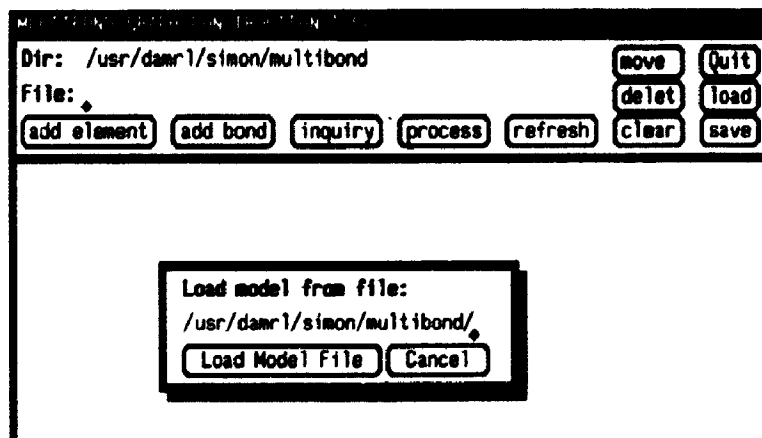 Dir: /usr/damrl/simon/multibond
move Quit
File:
delet load
add element add bond inquiry process refresh clear save
Load model from file:
/usr/damrl/simon/multibond/
Load Model File Cancel